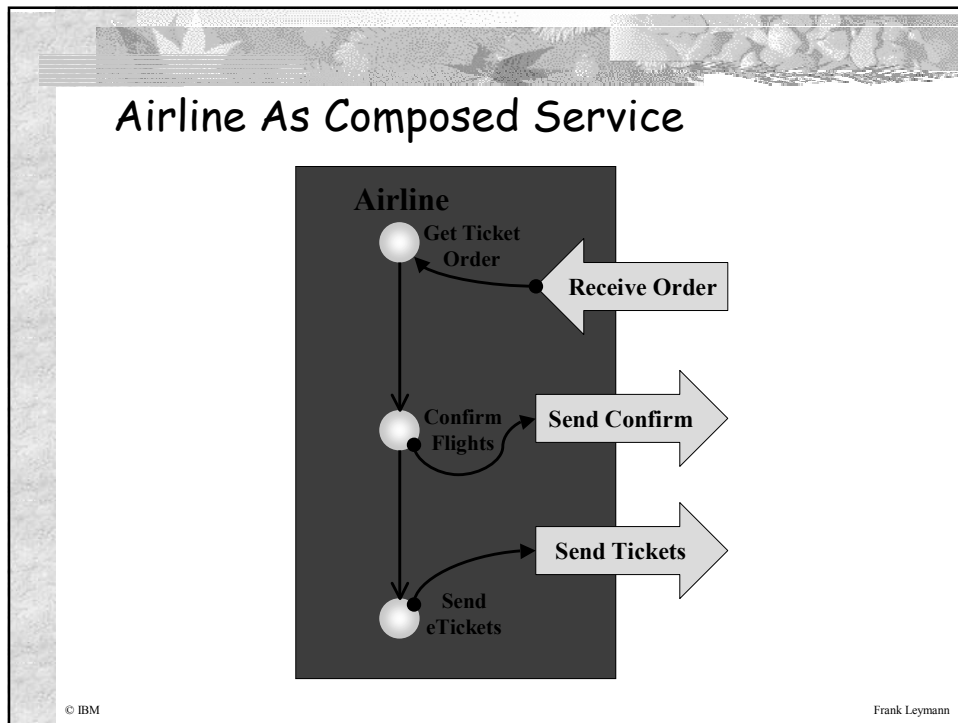 Airline As Composed Service
Airline
Get Ticket
Order
Receive Order
Confirm
Flights
Send Confirm
Send Tickets
Send
eTickets
© IBM
Frank Leymann